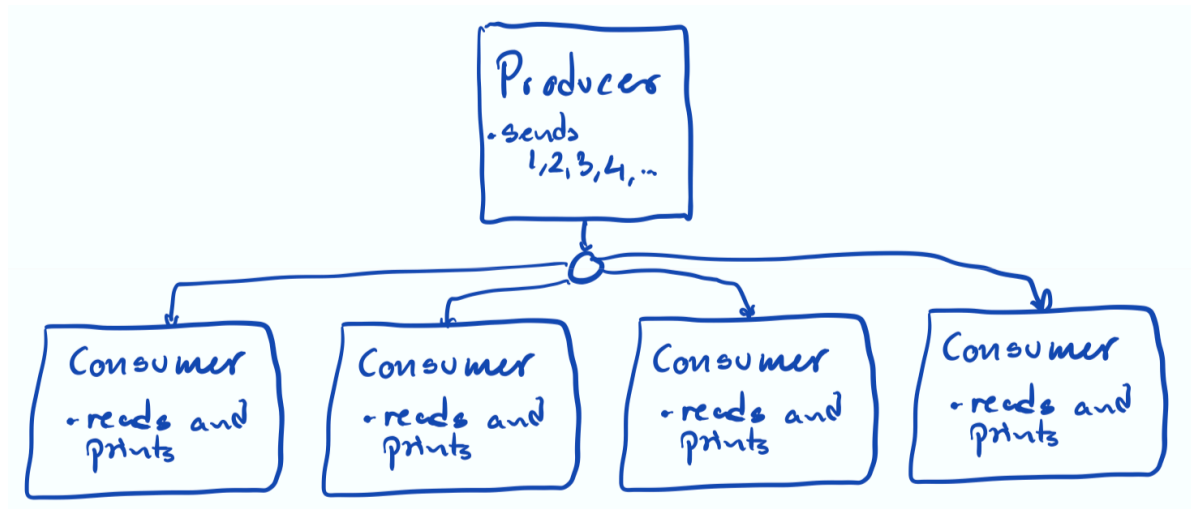 Producer
• sends
1, 2, 3, 4, ...
Consumer
• reads and
prints
Consumer
• reads and
prints
Consumer
• reads and
prints
Consumer
• reads and
prints